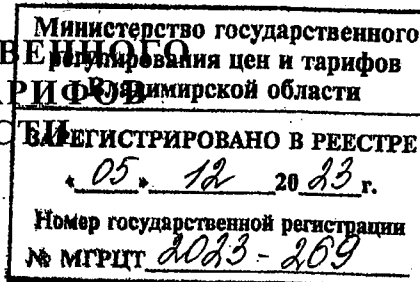 Министерство государственного
регулирования цен и тарифов
Владимирской области
ЗАРЕГИСТРИРОВАНО В РЕЕСТРЕ
« 05 » 12 20 23 г.
Номер государственной регистрации
№ МГРЦТ 2023 - 269